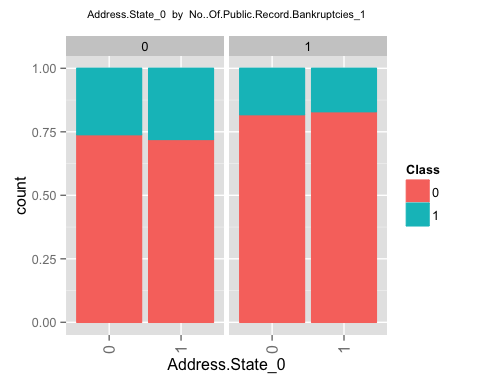 Address.State_0 by No..Of.Public.Record.Bankruptcies_1
0 1
1.00
0.75
0.50
0.25
0.00
count
0 1 0 1
Address.State_0
Class
0
1